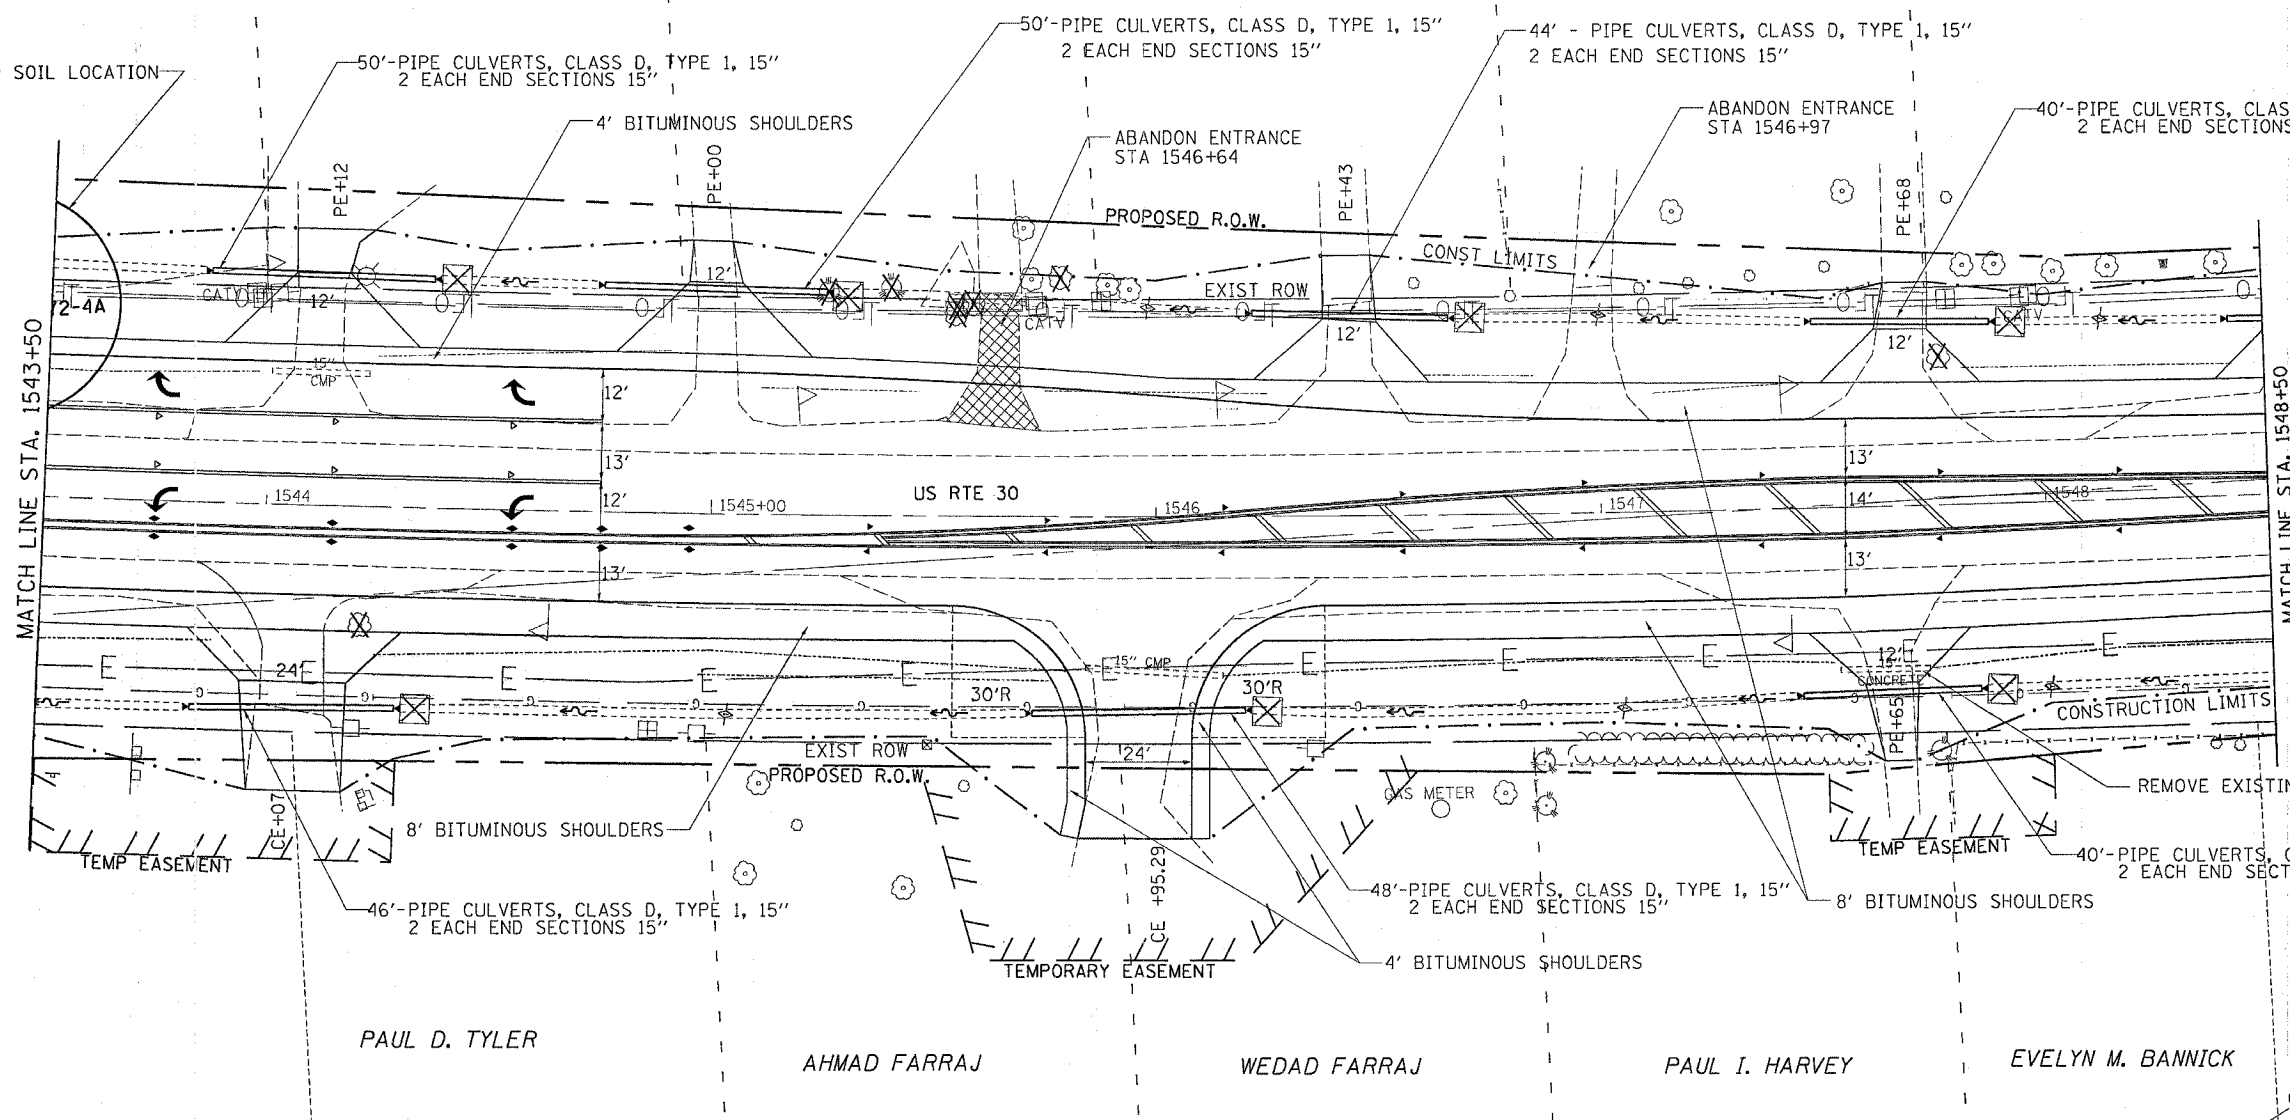 SOIL LOCATION
50'-PIPE CULVERTS, CLASS D, TYPE 1, 15"
2 EACH END SECTIONS 15"
4' BITUMINOUS SHOULDERS
50'-PIPE CULVERTS, CLASS D, TYPE 1, 15"
2 EACH END SECTIONS 15"
ABANDON ENTRANCE
STA 1546+64
44' - PIPE CULVERTS, CLASS D, TYPE 1, 15"
2 EACH END SECTIONS 15"
ABANDON ENTRANCE
STA 1546+97
40'-PIPE CULVERTS, CLAS
2 EACH END SECTIONS
PE+12
PE+00
PE+43
PE+68
PROPOSED R.O.W.
CONST LIMITS
EXIST ROW
CATV
12'
12'
CATV
12'
CATV
12'
72-4A
15"
CMP
MATCH LINE STA. 1543+50
MATCH LINE STA. 1548+50
12'
13'
12'
13'
1544
1545+00
US RTE 30
1546
1547
1548
13'
14'
13'
24'
E
E
E
E
E
15" CMP
E
E
E
12'
E
E
CONCRETE
30'R
30'R
CONSTRUCTION LIMITS
EXIST ROW
PROPOSED R.O.W.
24'
PE+65
GAS METER
REMOVE EXISTIN
CE+07
TEMP EASEMENT
8' BITUMINOUS SHOULDERS
CE +95.29
TEMP EASEMENT
40'-PIPE CULVERTS, C
2 EACH END SECT
46'-PIPE CULVERTS, CLASS D, TYPE 1, 15"
2 EACH END SECTIONS 15"
48'-PIPE CULVERTS, CLASS D, TYPE 1, 15"
2 EACH END SECTIONS 15"
8' BITUMINOUS SHOULDERS
TEMPORARY EASEMENT
4' BITUMINOUS SHOULDERS
PAUL D. TYLER
AHMAD FARRAJ
WEDAD FARRAJ
PAUL I. HARVEY
EVELYN M. BANNICK